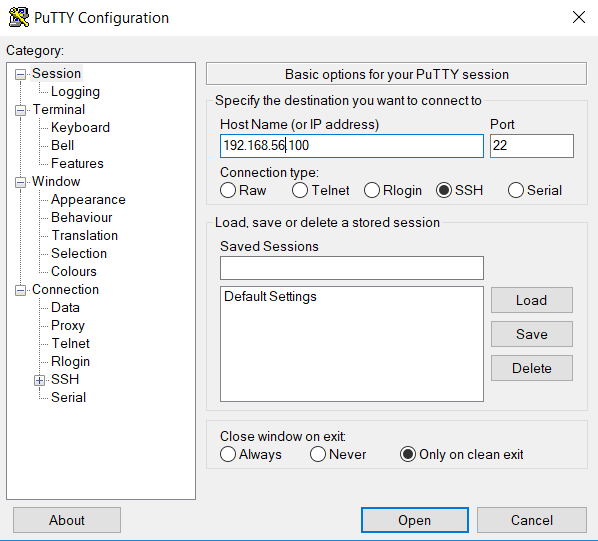 PuTTY Configuration
Category:
Session
Logging
Terminal
Keyboard
Bell
Features
Window
Appearance
Behaviour
Translation
Selection
Colours
Connection
Data
Proxy
Telnet
Rlogin
SSH
Serial
Basic options for your PuTTY session
Specify the destination you want to connect to
Host Name (or IP address) Port
192.168.56.100 22
Connection type:
Raw Telnet Rlogin SSH Serial
Load, save or delete a stored session
Saved Sessions
Default Settings
Load
Save
Delete
Close window on exit:
Always Never Only on clean exit
About Open Cancel